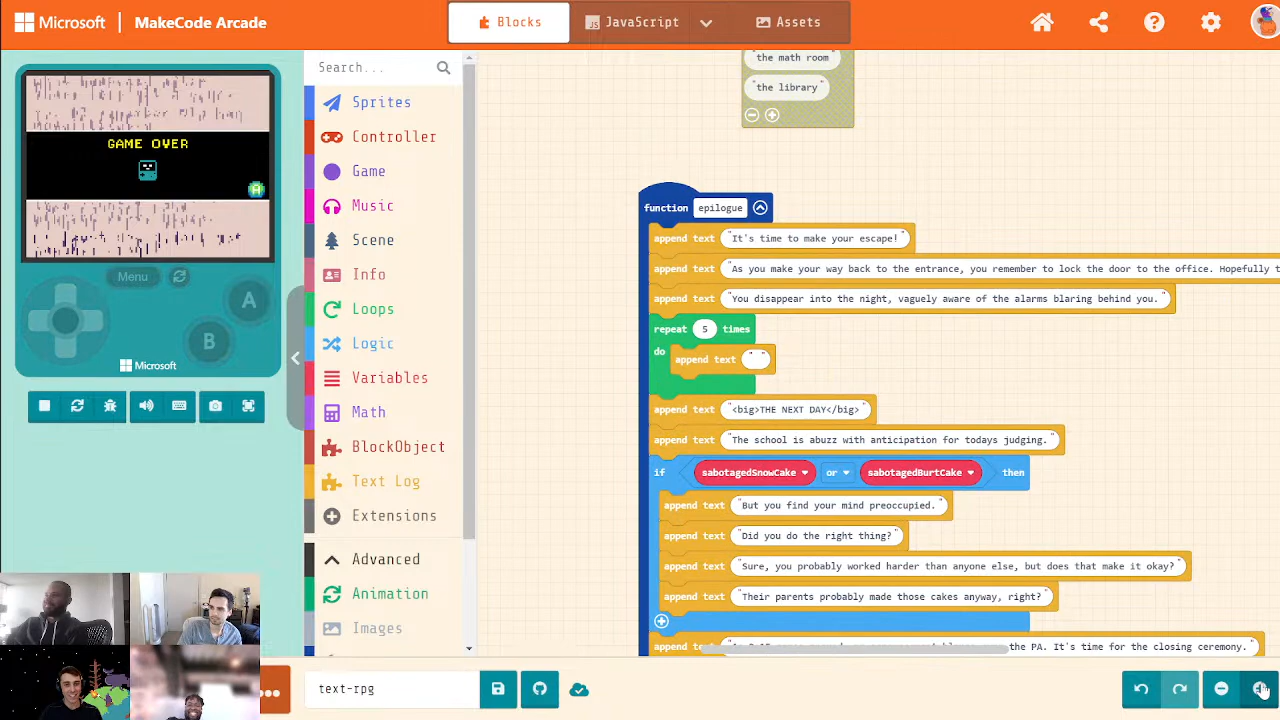 Microsoft | MakeCode Arcade
Blocks
JavaScript
Assets
GAME OVER
A
Menu
A
B
Microsoft
Search...
Sprites
Controller
Game
Music
Scene
Info
Loops
Logic
Variables
Math
BlockObject
Text Log
Extensions
Advanced
Animation
Images
"the math room"
"the library"
function epilogue
append text "It's time to make your escape!"
append text "As you make your way back to the entrance, you remember to lock the door to the office. Hopefully
append text "You disappear into the night, vaguely aware of the alarms blaring behind you."
repeat 5 times
do append text " "
append text "<big>THE NEXT DAY</big>"
append text "The school is abuzz with anticipation for todays judging."
if sabotagedSnowCake or sabotagedBurtCake then
append text "But you find your mind preoccupied."
append text "Did you do the right thing?"
append text "Sure, you probably worked harder than anyone else, but does that make it okay?"
append text "Their parents probably made those cakes anyway, right?"
append text the PA. It's time for the closing ceremony."
text-rpg